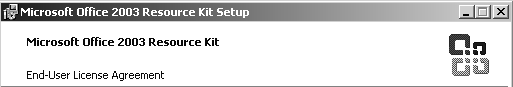 Microsoft Office 2003 Resource Kit Setup
Microsoft Office 2003 Resource Kit
End-User License Agreement